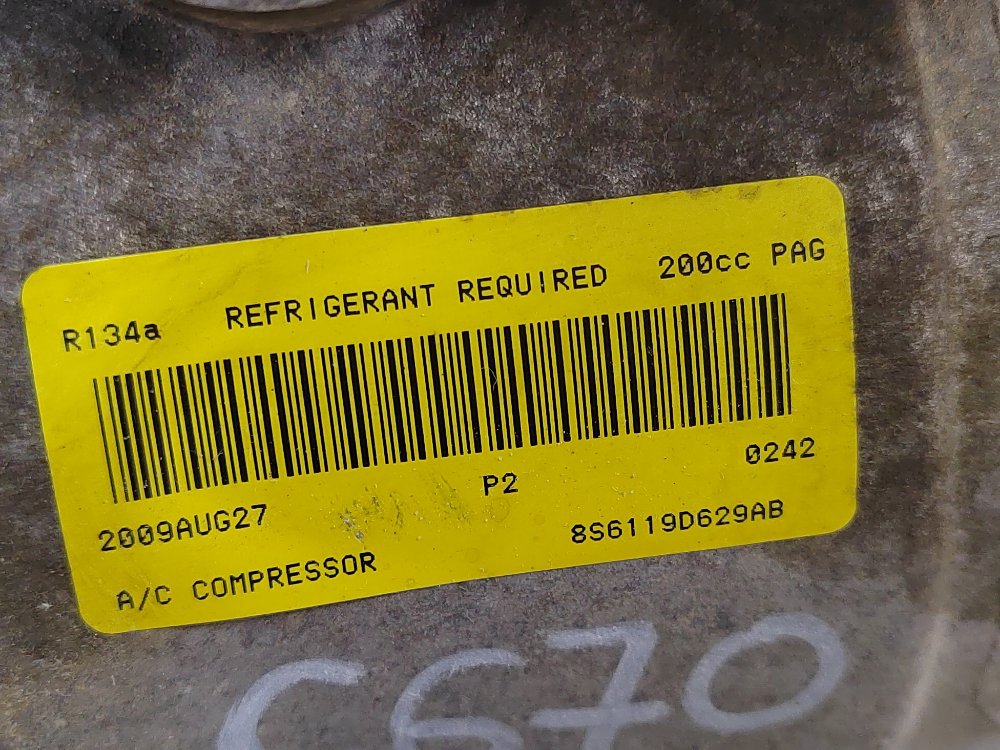 R134a REFRIGERANT REQUIRED 200cc PAG
2009AUG27 P2 0242
A/C COMPRESSOR 8S6119D629AB
C670